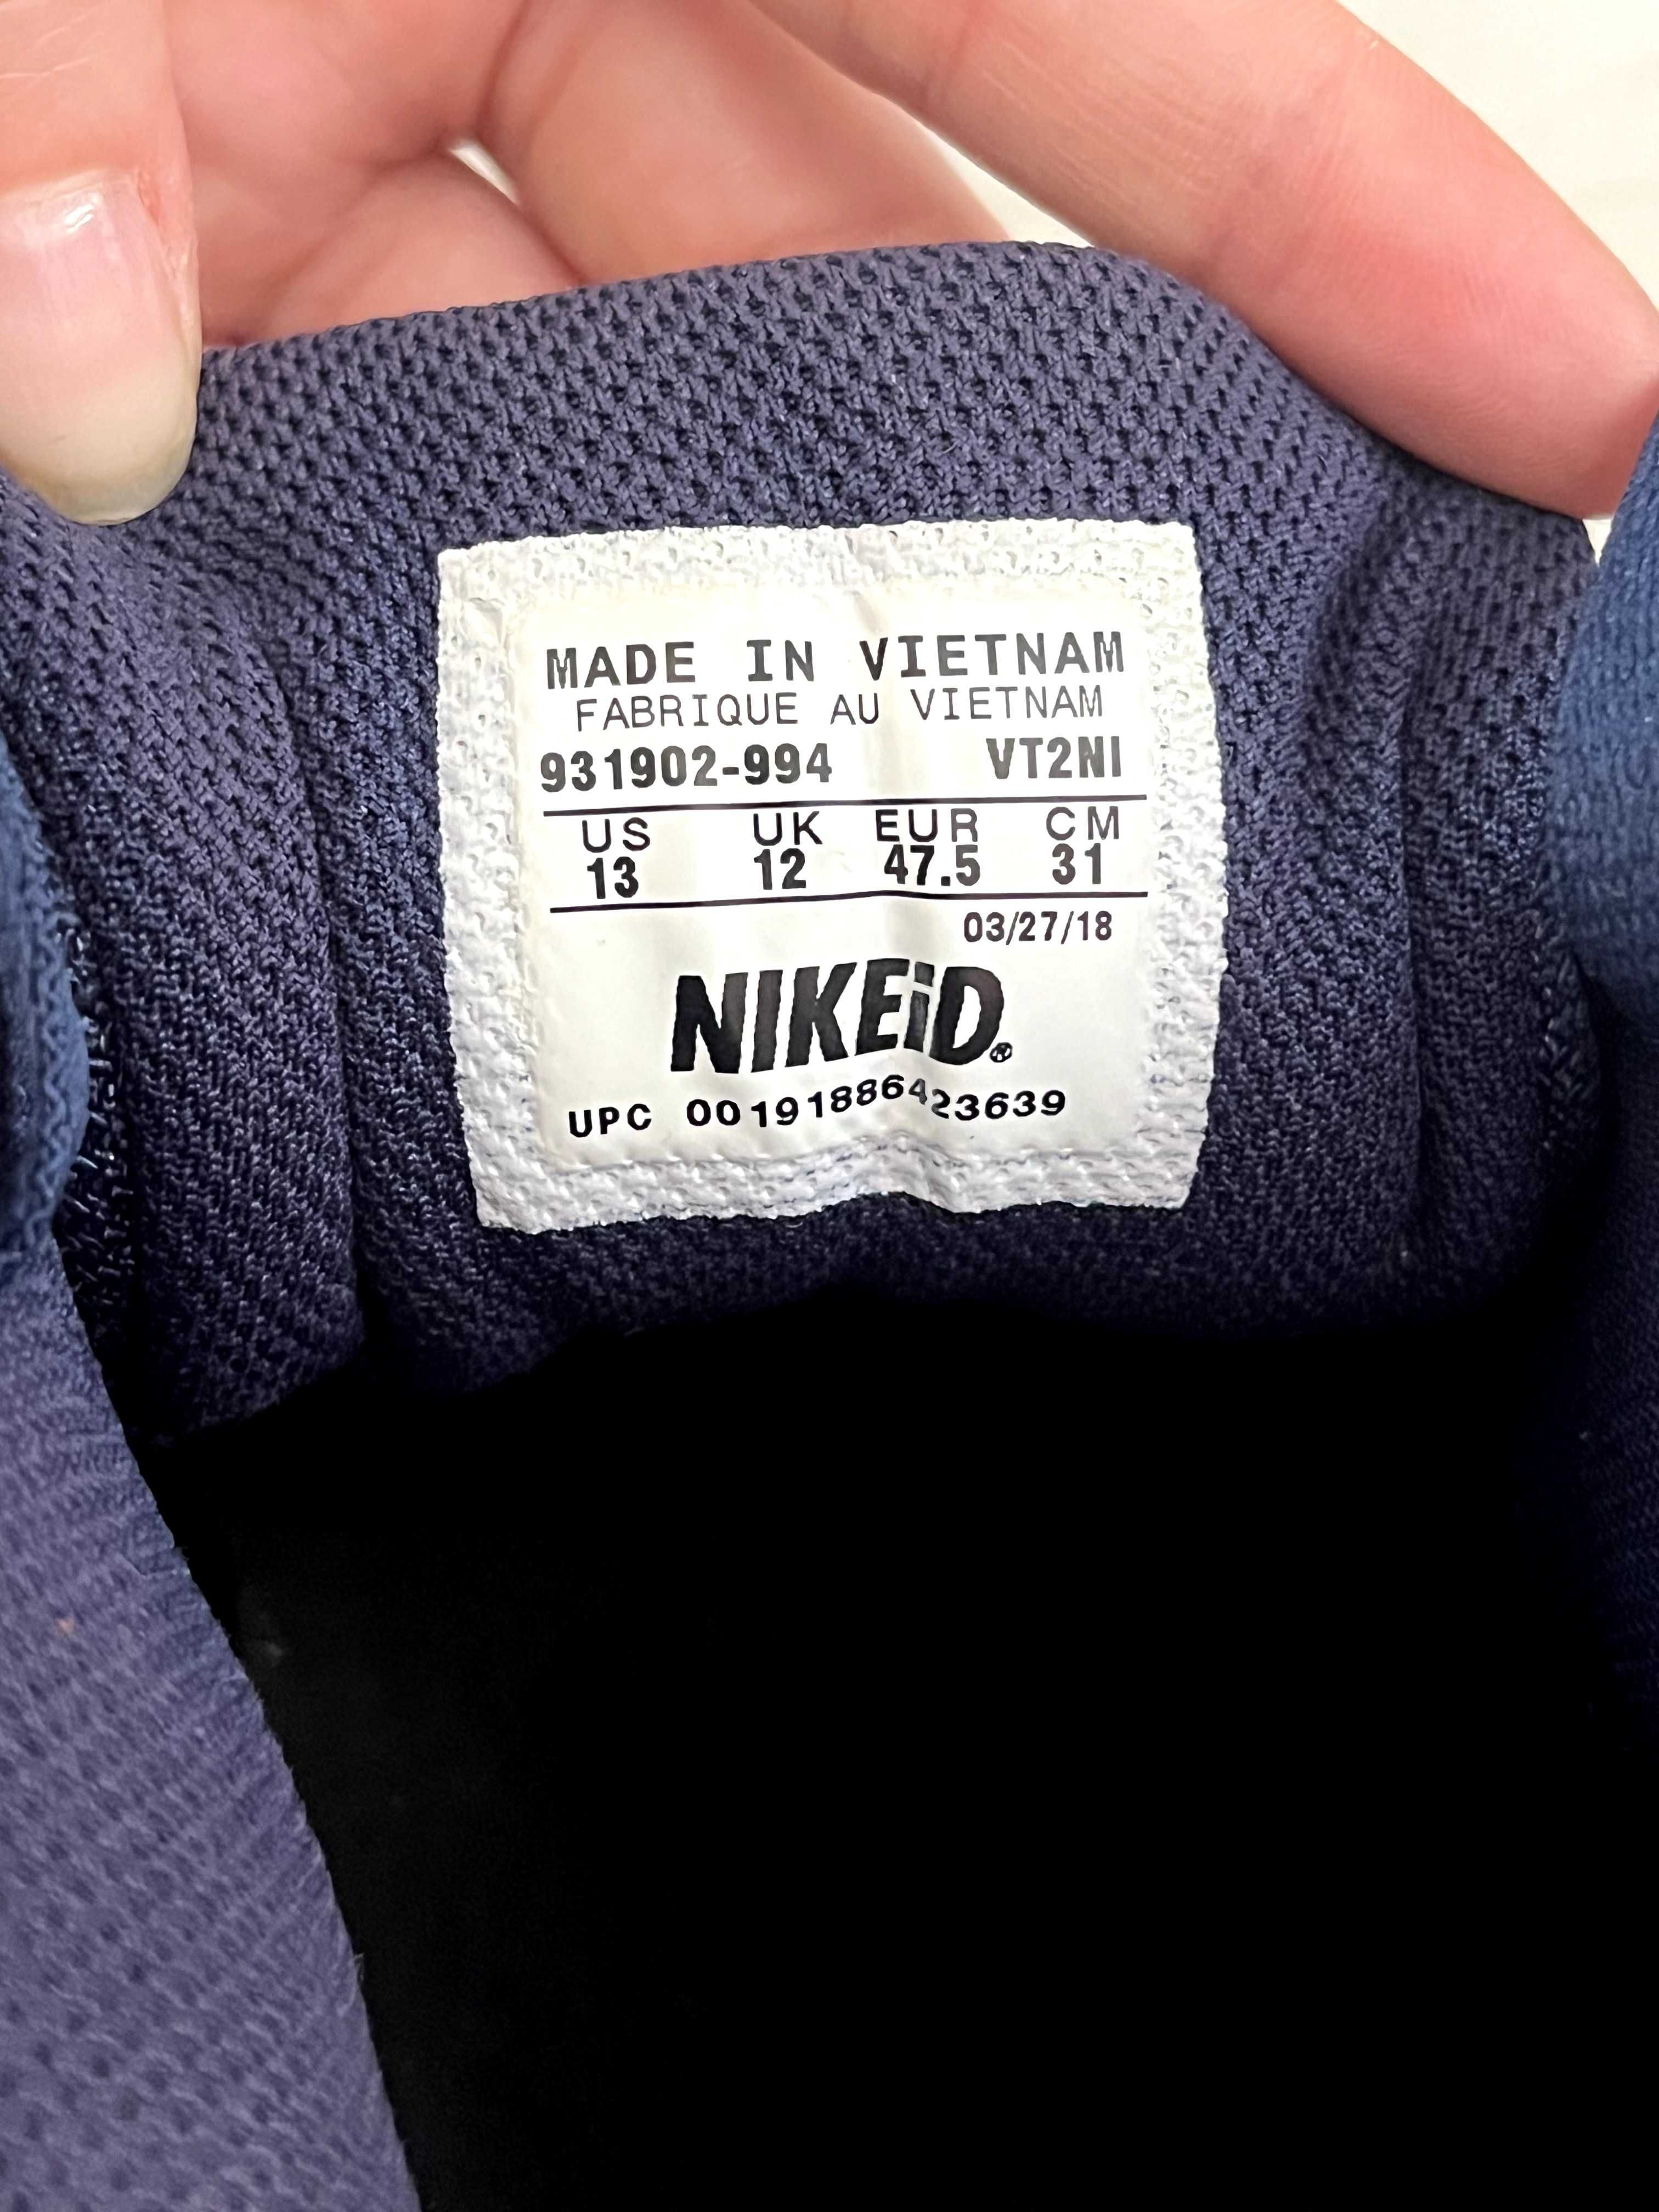 MADE IN VIETNAM
FABRIQUE AU VIETNAM
931902-994 VT2NI
US UK EUR CM
13 12 47.5 31
03/27/18
NIKEiD®
UPC 00191886423639